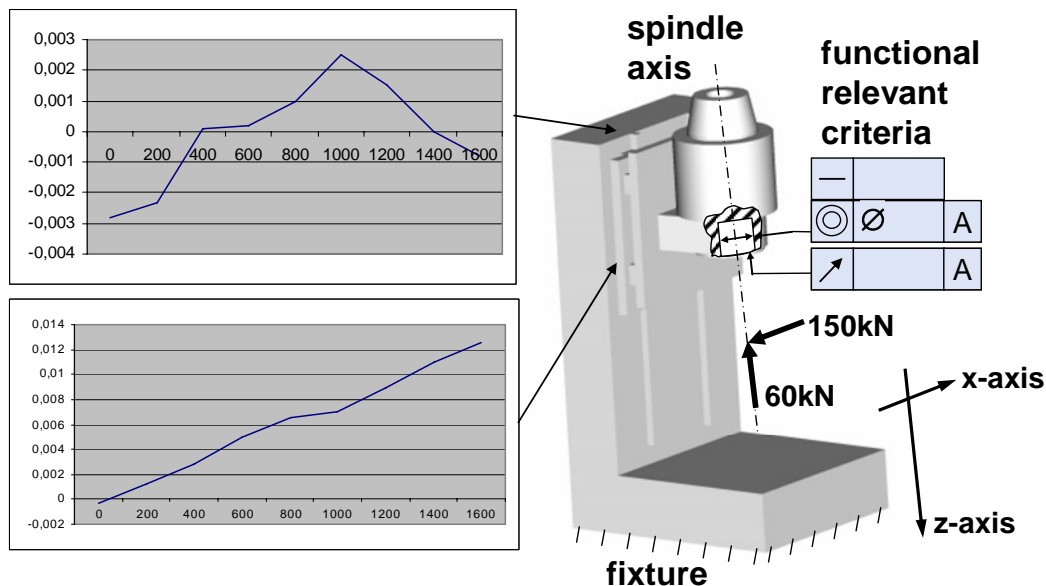 0,003
0,002
0,001
0
-0,001
-0,002
-0,003
-0,004
0 200 400 600 800 1000 1200 1400 1600
0,014
0,012
0,01
0,008
0,006
0,004
0,002
0
-0,002
0 200 400 600 800 1000 1200 1400 1600
spindle
axis
functional
relevant
criteria
⌀ A
A
150kN
60kN
x-axis
z-axis
fixture